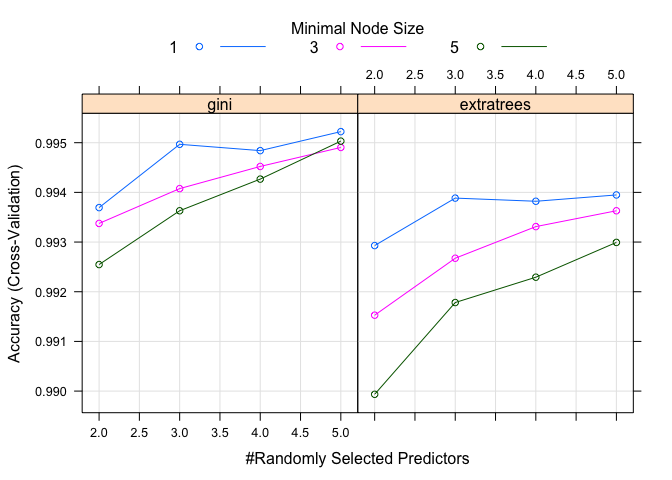 Minimal Node Size
1 3 5
2.0 2.5 3.0 3.5 4.0 4.5 5.0
gini extratrees
0.995
0.994
0.993
0.992
0.991
0.990
Accuracy (Cross-Validation)
2.0 2.5 3.0 3.5 4.0 4.5 5.0
#Randomly Selected Predictors